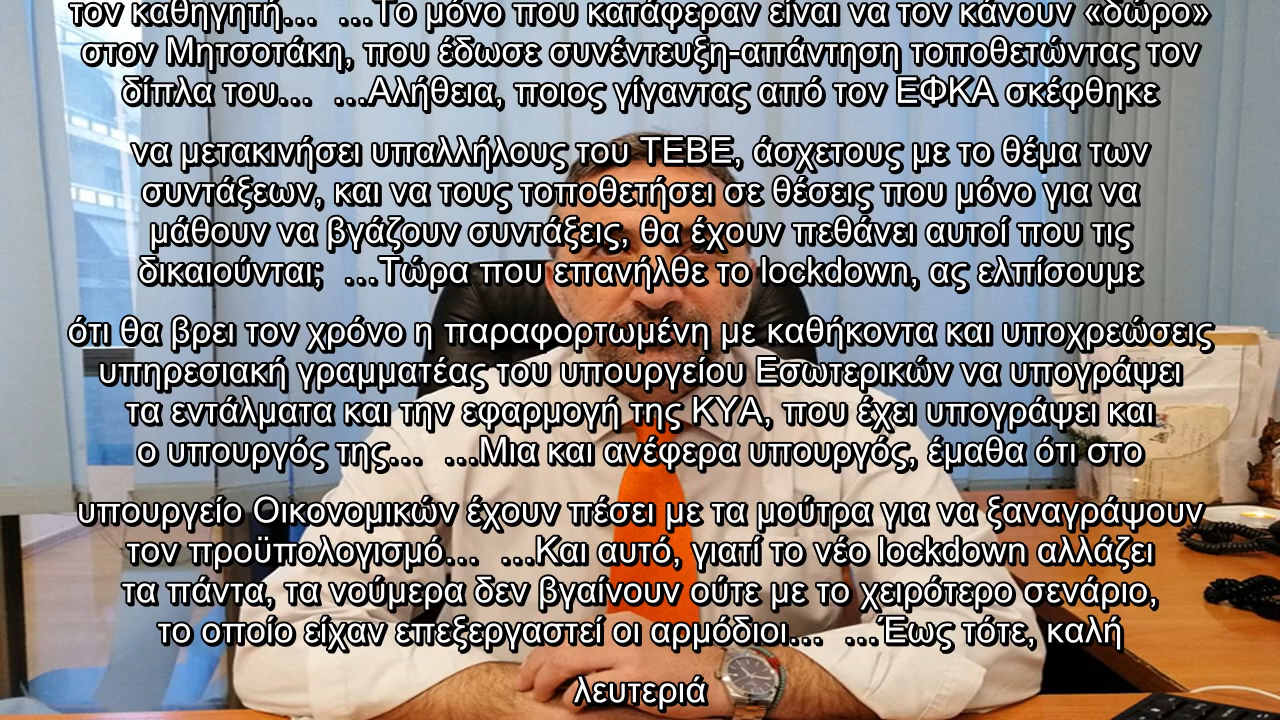 τον καθηγητή… …Το μόνο που κατάφεραν είναι να τον κάνουν «δώρο»
στον Μητσοτάκη, που έδωσε συνέντευξη-απάντηση τοποθετώντας τον
δίπλα του… …Αλήθεια, ποιος γίγαντας από τον ΕΦΚΑ σκέφθηκε
να μετακινήσει υπαλλήλους του ΤΕΒΕ, άσχετους με το θέμα των
συντάξεων, και να τους τοποθετήσει σε θέσεις που μόνο για να
μάθουν να βγάζουν συντάξεις, θα έχουν πεθάνει αυτοί που τις
δικαιούνται; …Τώρα που επανήλθε το lockdown, ας ελπίσουμε
ότι θα βρει τον χρόνο η παραφορτωμένη με καθήκοντα και υποχρεώσεις
υπηρεσιακή γραμματέας του υπουργείου Εσωτερικών να υπογράψει
τα εντάλματα και την εφαρμογή της ΚΥΑ, που έχει υπογράψει και
ο υπουργός της… …Μια και ανέφερα υπουργός, έμαθα ότι στο
υπουργείο Οικονομικών έχουν πέσει με τα μούτρα για να ξαναγράψουν
τον προϋπολογισμό… …Και αυτό, γιατί το νέο lockdown αλλάζει
τα πάντα, τα νούμερα δεν βγαίνουν ούτε με το χειρότερο σενάριο,
το οποίο είχαν επεξεργαστεί οι αρμόδιοι… …Έως τότε, καλή
λευτεριά